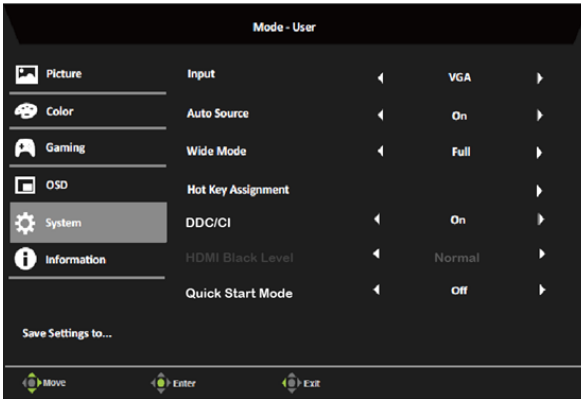 Mode - User
Picture
Input VGA
Color
Auto Source On
Gaming
Wide Mode Full
OSD
Hot Key Assignment
System
DDC/CI On
Information
HDMI Black Level Normal
Quick Start Mode Off
Save Settings to...
Move Enter Exit